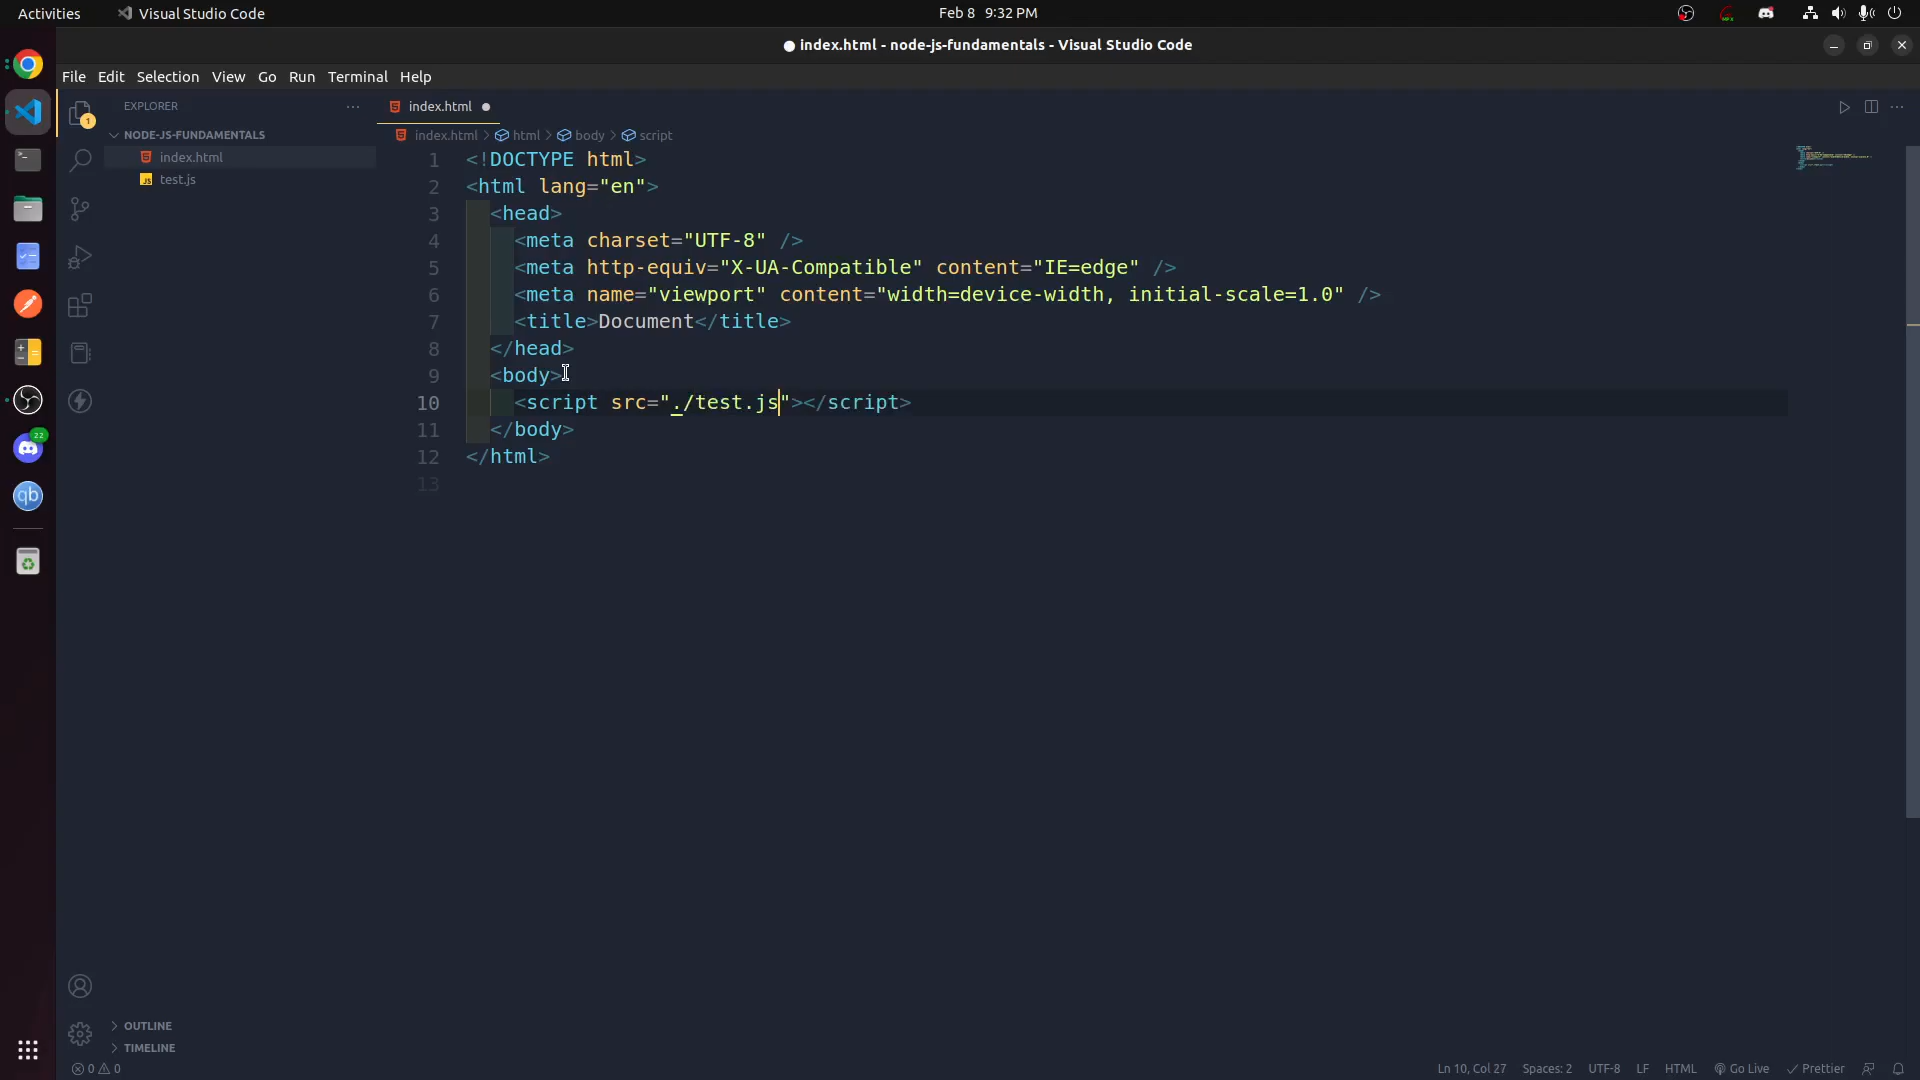 Activities
Visual Studio Code
Feb 8 9:32 PM
● index.html - node-js-fundamentals - Visual Studio Code
File Edit Selection View Go Run Terminal Help
EXPLORER
···
index.html
NODE-JS-FUNDAMENTALS
index.html > html > body > script
index.html
test.js
1
22
qb
1 <!DOCTYPE html>
2 <html lang="en">
3 <head>
4 <meta charset="UTF-8" />
5 <meta http-equiv="X-UA-Compatible" content="IE=edge" />
6 <meta name="viewport" content="width=device-width, initial-scale=1.0" />
7 <title>Document</title>
8 </head>
9 <body>
10 <script src="./test.js"></script>
11 </body>
12 </html>
13
OUTLINE
TIMELINE
0 0
Ln 10, Col 27 Spaces: 2 UTF-8 LF HTML Go Live Prettier